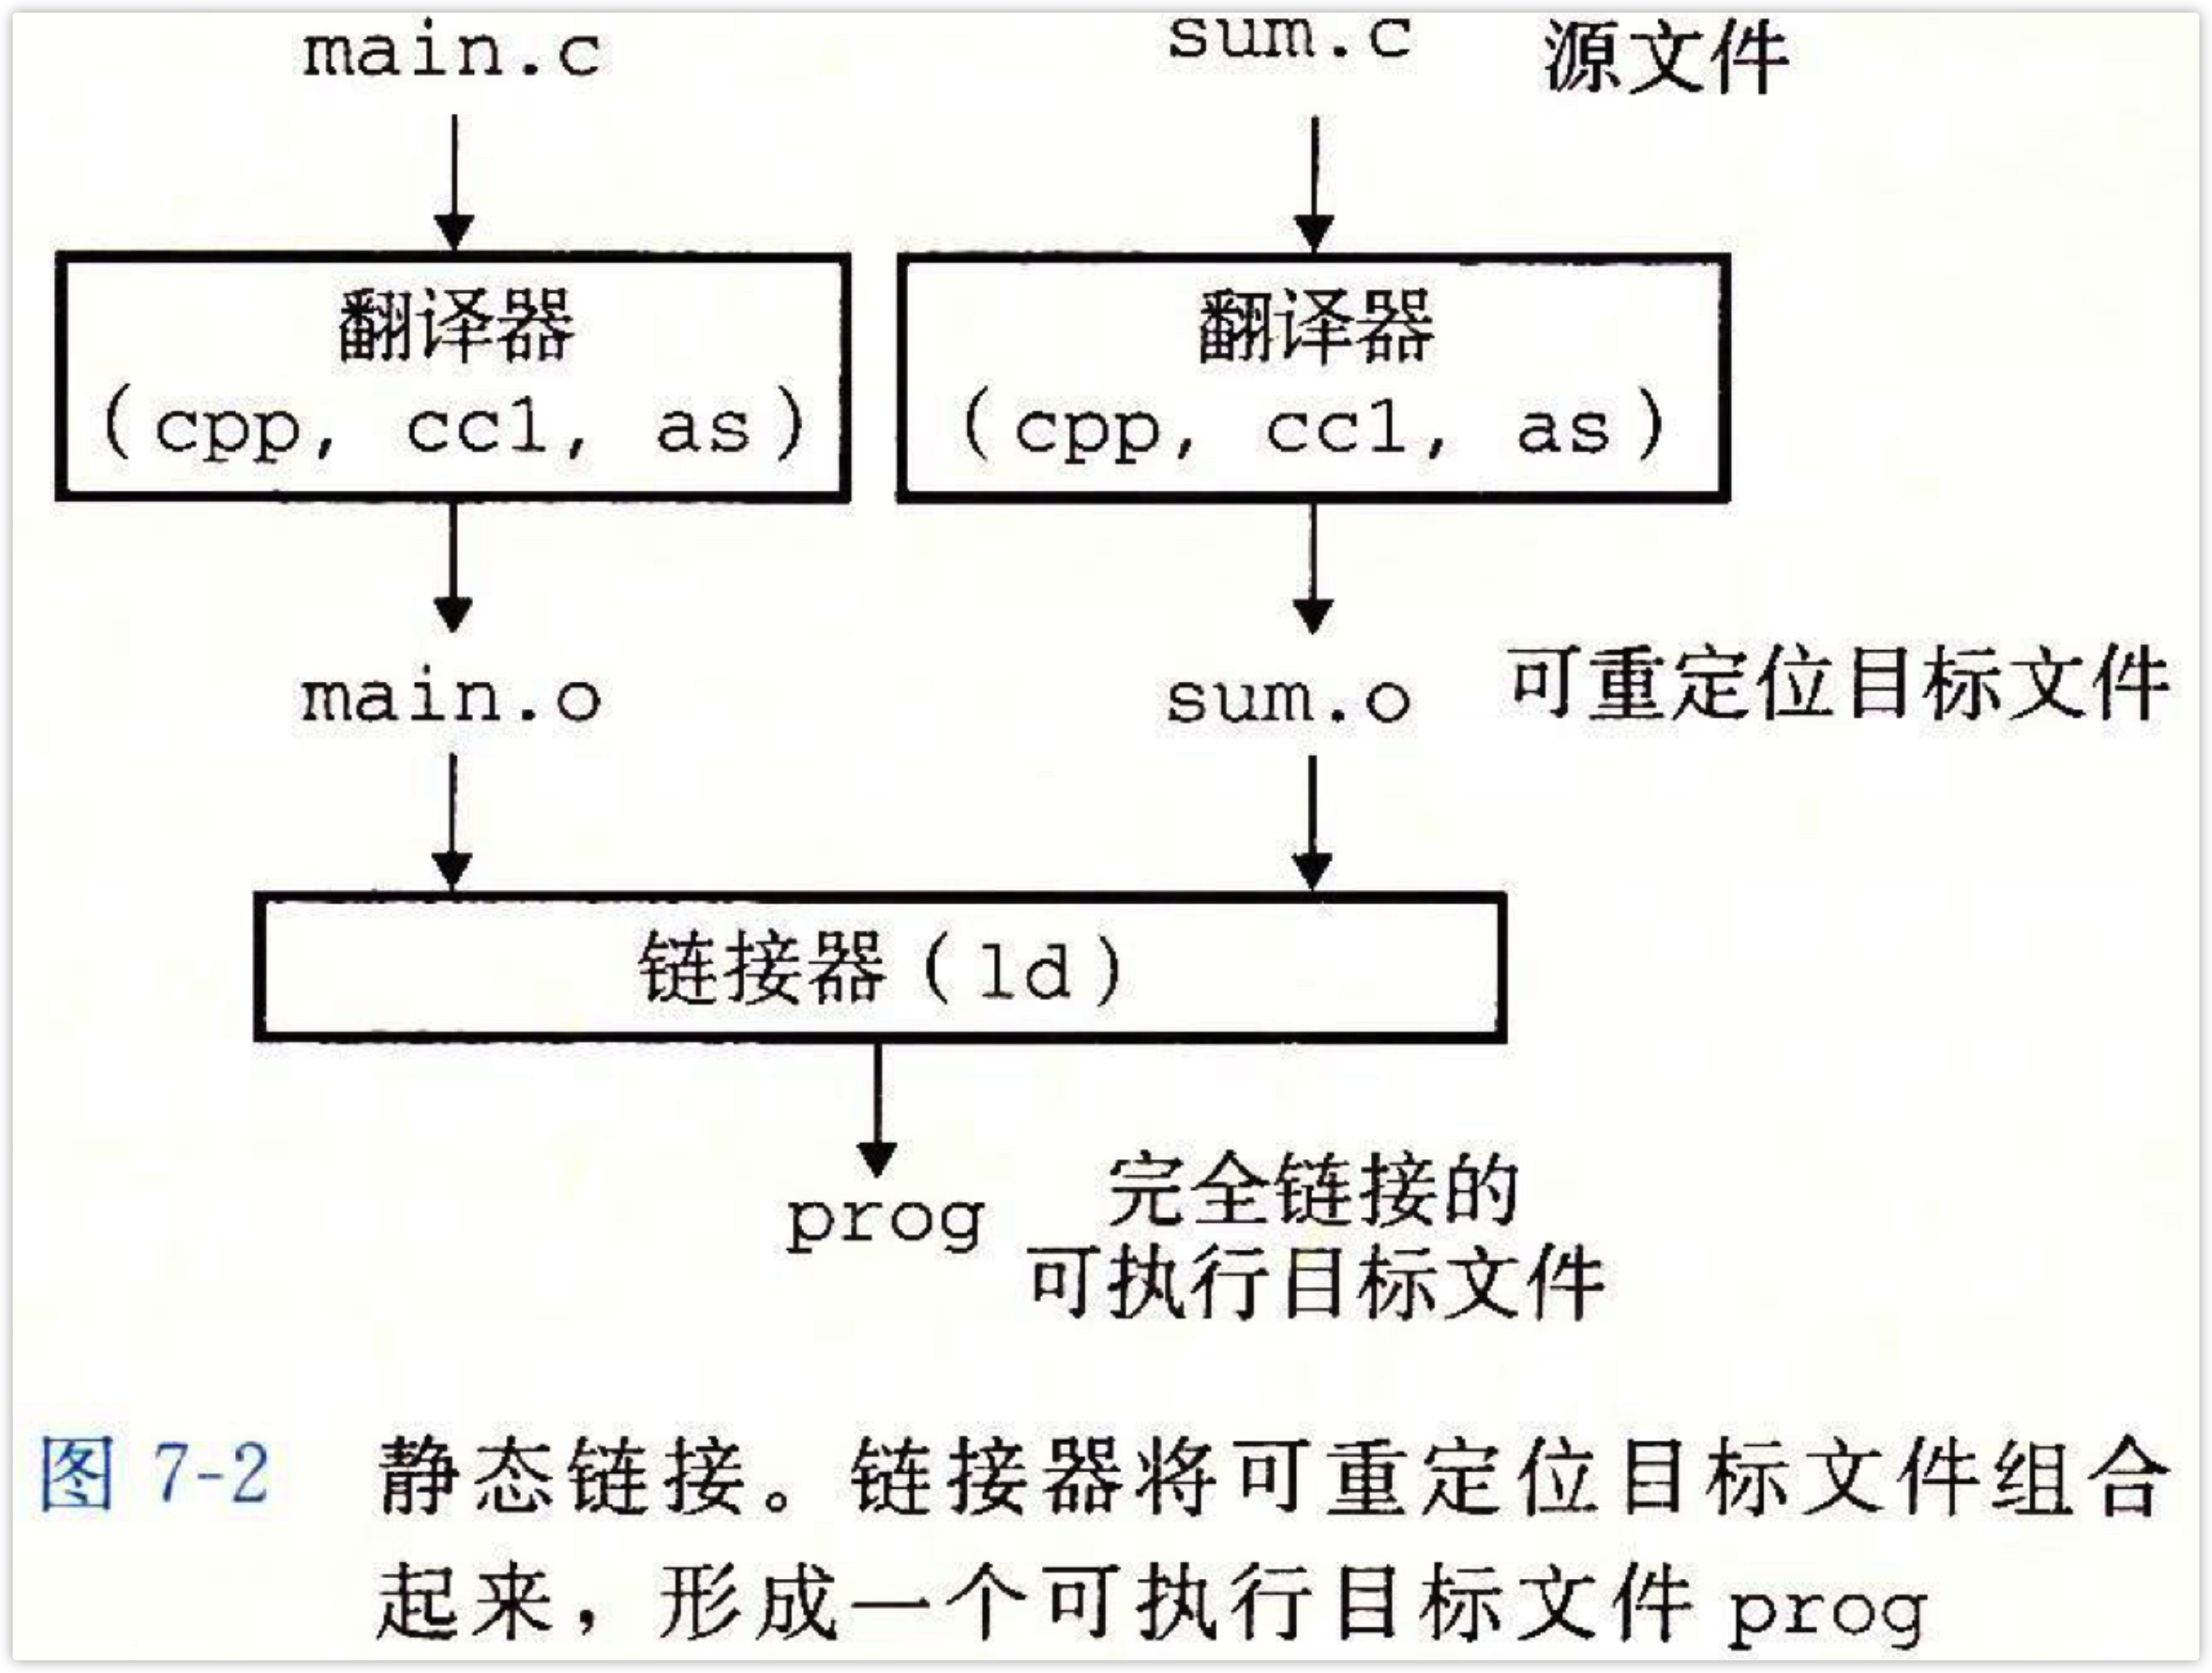 main.c
sum.c 源文件
翻译器
(cpp, cc1, as)
翻译器
(cpp, cc1, as)
main.o
sum.o 可重定位目标文件
链接器(ld)
prog
完全链接的
可执行目标文件
图 7-2 静态链接。链接器将可重定位目标文件组合
起来，形成一个可执行目标文件 prog